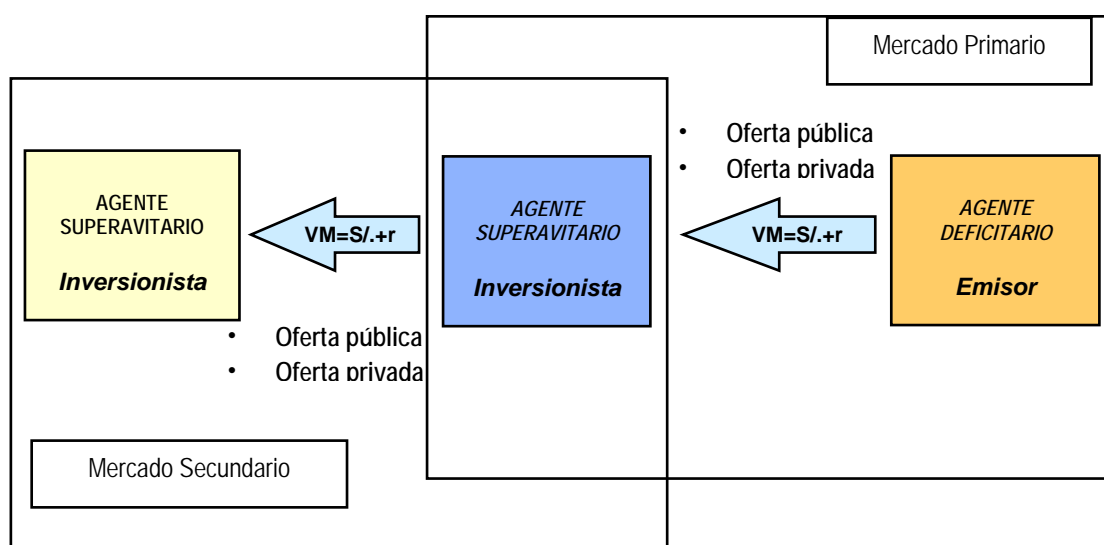 Mercado Primario
• Oferta pública
• Oferta privada
AGENTE
SUPERAVITARIO
Inversionista
VM=S/.+r
AGENTE
SUPERAVITARIO
Inversionista
VM=S/.+r
AGENTE
DEFICITARIO
Emisor
• Oferta pública
• Oferta privada
Mercado Secundario